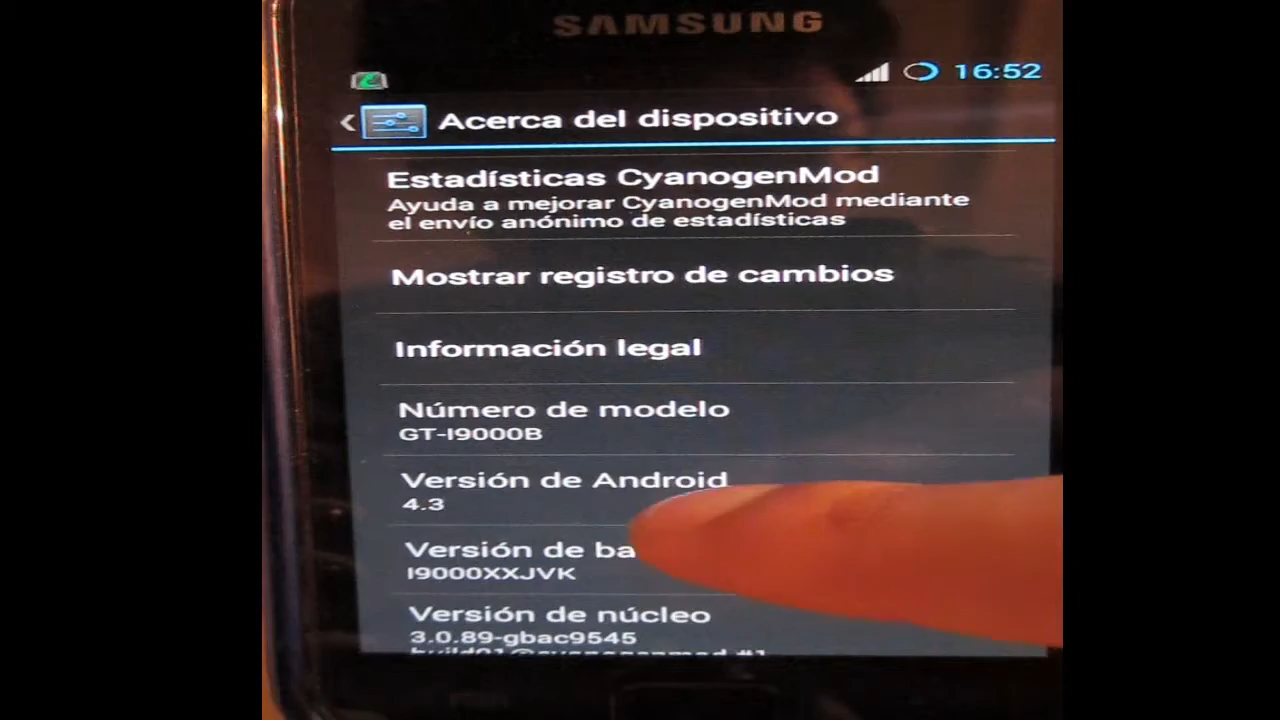 SAMSUNG
16:52
Acerca del dispositivo
Estadísticas CyanogenMod
Ayuda a mejorar CyanogenMod mediante
el envío anónimo de estadísticas
Mostrar registro de cambios
Información legal
Número de modelo
GT-I9000B
Versión de Android
4.3
Versión de ba
I9000XXJVK
Versión de núcleo
3.0.89-gbac9545